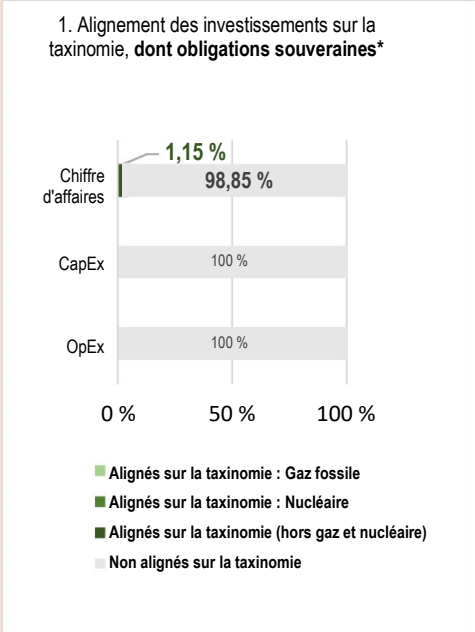 1. Alignement des investissements sur la
taxinomie, dont obligations souveraines*
1,15 %
Chiffre
d'affaires
98,85 %
CapEx
100 %
OpEx
100 %
0 %
50 %
100 %
Alignés sur la taxinomie : Gaz fossile
Alignés sur la taxinomie : Nucléaire
Alignés sur la taxinomie (hors gaz et nucléaire)
Non alignés sur la taxinomie